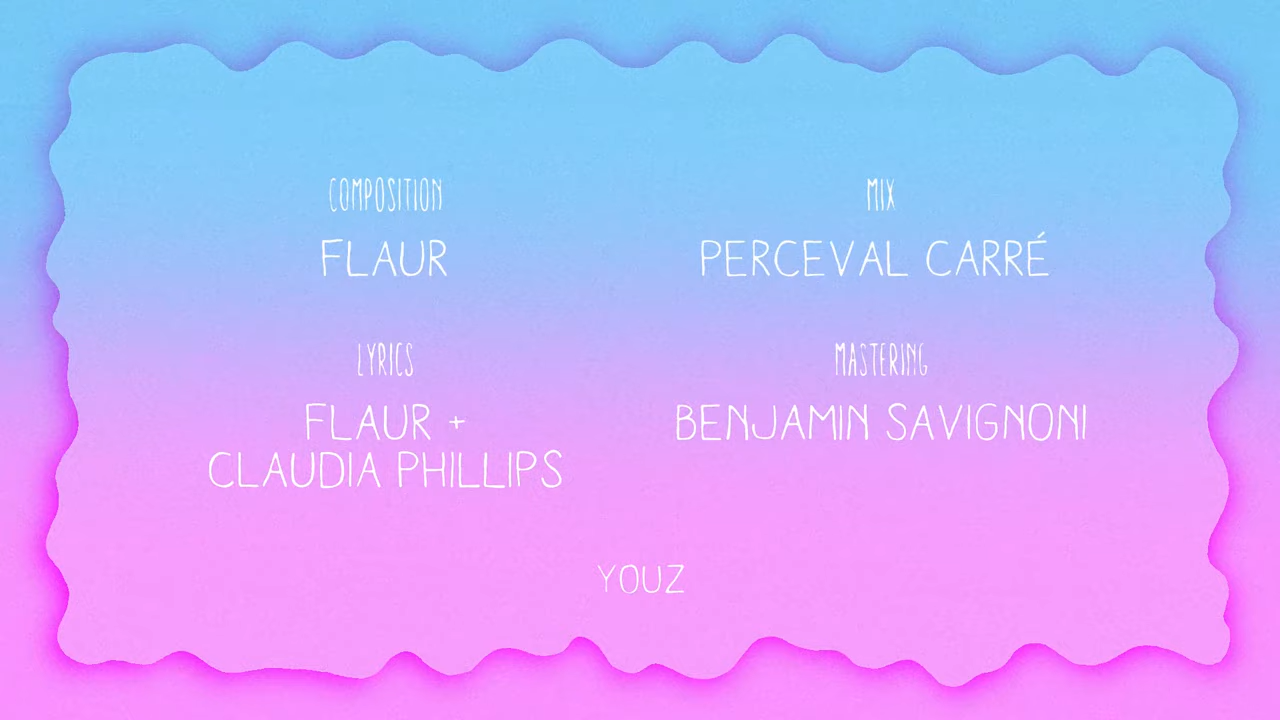 COMPOSITION
FLAUR
LYRICS
FLAUR +
CLAUDIA PHILLIPS
MIX
PERCEVAL CARRÉ
MASTERING
BENJAMIN SAVIGNONI
YOUZ